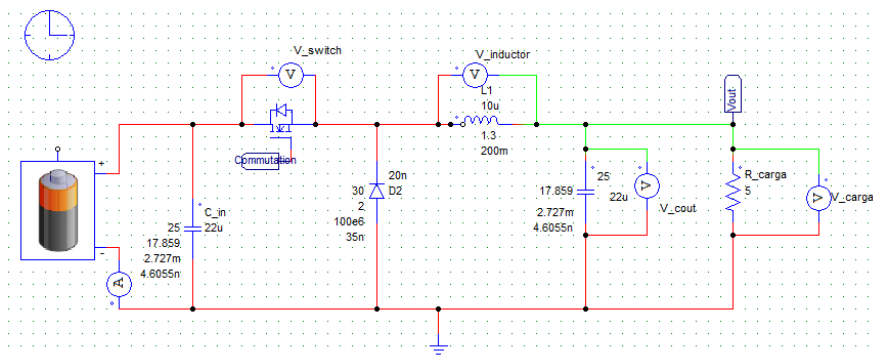 V_switch
V
Commutation
V_inductor
V
L1
10u
1.3
200m
Vout
+
-
A
C_in
22u
25
17.859
2.727m
4.6055n
20n
D2
30
2
100e6
35n
25
22u
17.859
2.727m
4.6055n
V
V_cout
R_carga
5
V
V_carga